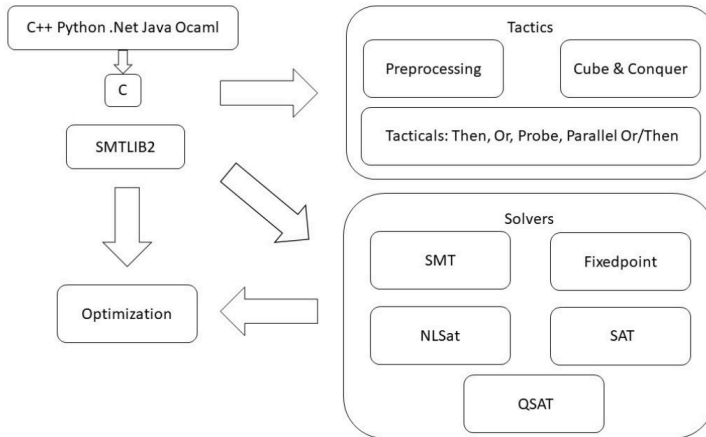 C++ Python .Net Java Ocaml
C
SMTLIB2
Optimization
Tactics
Preprocessing
Cube & Conquer
Tacticals: Then, Or, Probe, Parallel Or/Then
Solvers
SMT
Fixedpoint
NLSat
SAT
QSAT